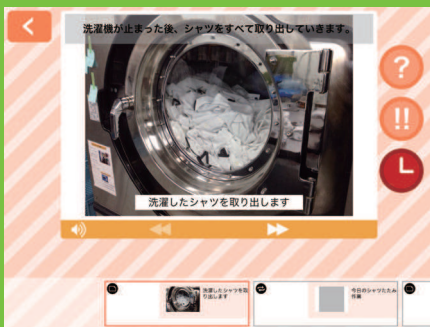 洗濯機が止まった後、シャツをすべて取り出していきます。
洗濯したシャツを取り出します
?
!!
洗濯したシャツを取
り出します
今日のシャツたたみ
作業